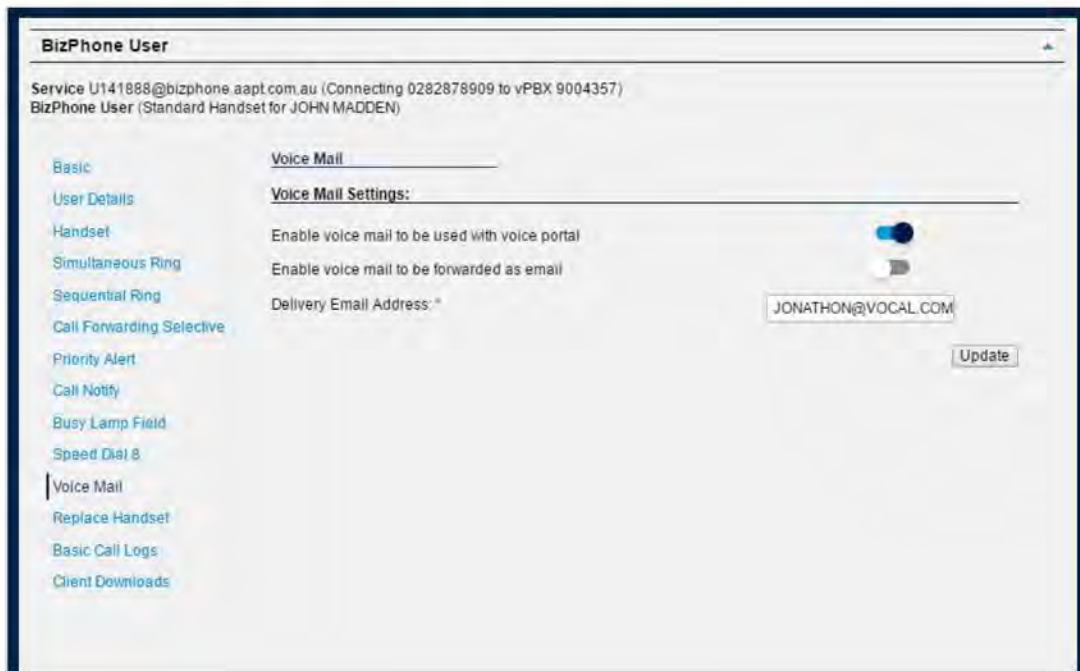 BizPhone User
Service U141888@bizphone.aapt.com.au (Connecting 0282878909 to vPBX 9004357)
BizPhone User (Standard Handset for JOHN MADDEN)
Basic
User Details
Handset
Simultaneous Ring
Sequential Ring
Call Forwarding Selective
Priority Alert
Call Notify
Busy Lamp Field
Speed Dial 8
Voice Mail
Replace Handset
Basic Call Logs
Client Downloads
Voice Mail
Voice Mail Settings:
Enable voice mail to be used with voice portal
Enable voice mail to be forwarded as email
Delivery Email Address: *
JONATHON@VOCAL.COM
Update